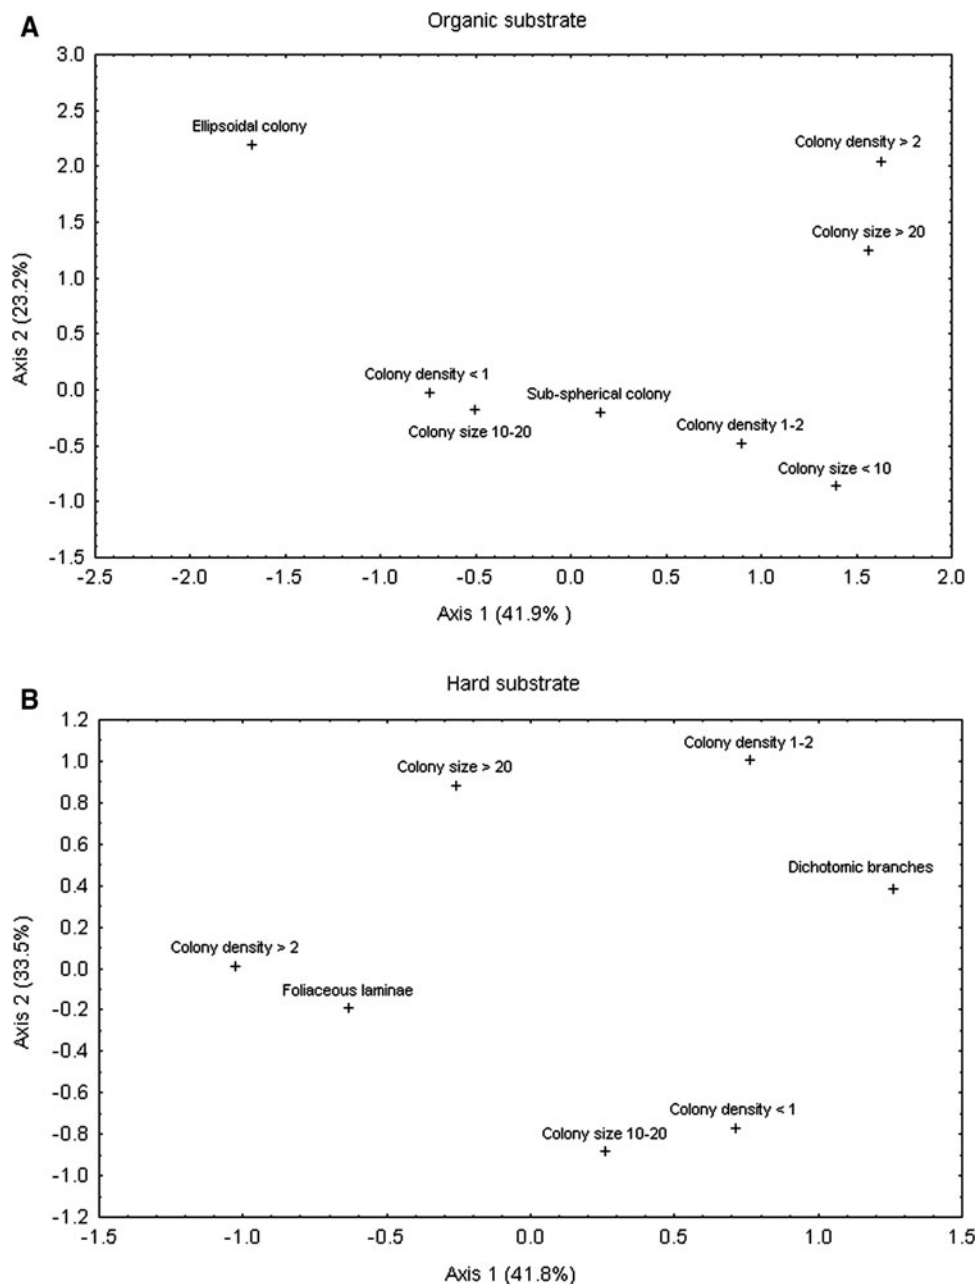 A
Organic substrate
3.0
Ellipsoidal colony
2.5
Colony density > 2
2.0
Colony size > 20
1.5
1.0
Axis 2 (23.2%)
0.5
Colony density < 1
Sub-spherical colony
0.0
Colony size 10-20
Colony density 1-2
-0.5
Colony size < 10
-1.0
-1.5
-2.5 -2.0 -1.5 -1.0 -0.5 0.0 0.5 1.0 1.5 2.0
Axis 1 (41.9% )
B
Hard substrate
1.2
Colony density 1-2
1.0
Colony size > 20
0.8
0.6
Dichotomic branches
0.4
0.2
Axis 2 (33.5%)
Colony density > 2
0.0
Foliaceous laminae
-0.2
-0.4
-0.6
Colony density < 1
-0.8
Colony size 10-20
-1.0
-1.2
-1.5 -1.0 -0.5 0.0 0.5 1.0 1.5
Axis 1 (41.8%)